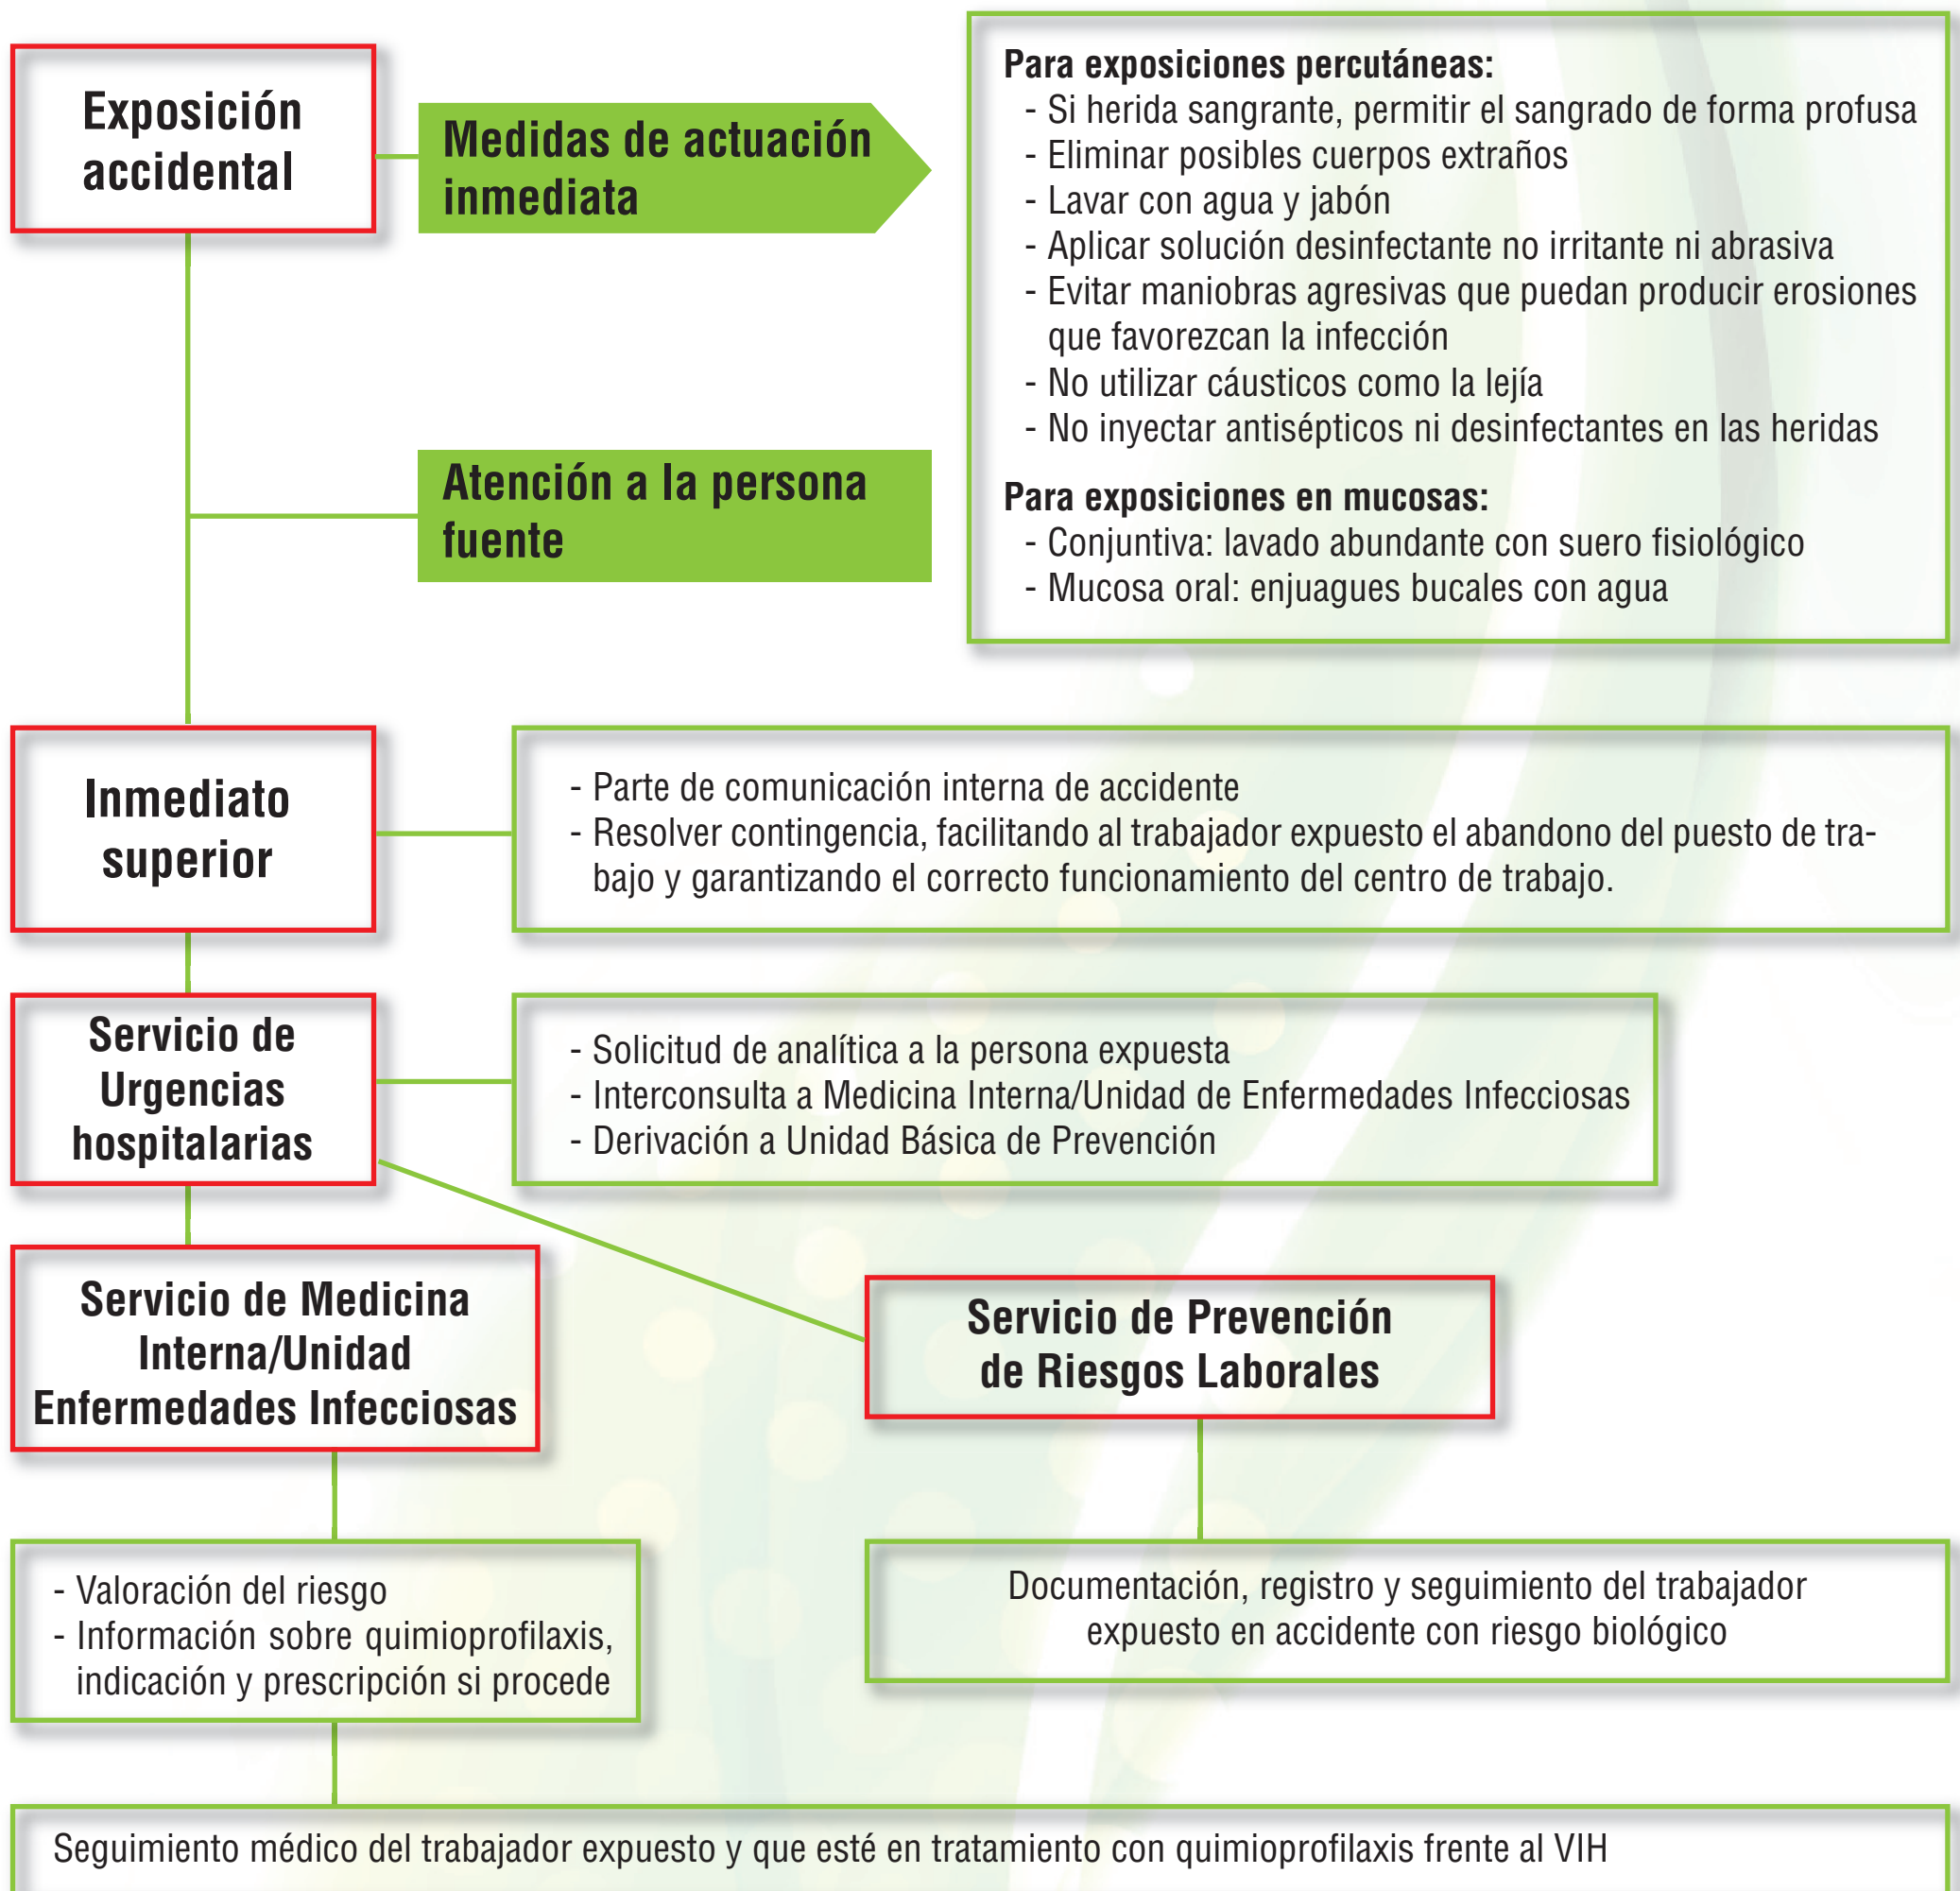 Exposición
accidental
Medidas de actuación
inmediata
Para exposiciones percutáneas:
- Si herida sangrante, permitir el sangrado de forma profusa
- Eliminar posibles cuerpos extraños
- Lavar con agua y jabón
- Aplicar solución desinfectante no irritante ni abrasiva
- Evitar maniobras agresivas que puedan producir erosiones
que favorezcan la infección
- No utilizar cáusticos como la lejía
- No inyectar antisépticos ni desinfectantes en las heridas
Para exposiciones en mucosas:
- Conjuntiva: lavado abundante con suero fisiológico
- Mucosa oral: enjuagues bucales con agua
Atención a la persona
fuente
Inmediato
superior
- Parte de comunicación interna de accidente
- Resolver contingencia, facilitando al trabajador expuesto el abandono del puesto de tra-
bajo y garantizando el correcto funcionamiento del centro de trabajo.
Servicio de
Urgencias
hospitalarias
- Solicitud de analítica a la persona expuesta
- Interconsulta a Medicina Interna/Unidad de Enfermedades Infecciosas
- Derivación a Unidad Básica de Prevención
Servicio de Medicina
Interna/Unidad
Enfermedades Infecciosas
Servicio de Prevención
de Riesgos Laborales
- Valoración del riesgo
- Información sobre quimioprofilaxis,
indicación y prescripción si procede
Documentación, registro y seguimiento del trabajador
expuesto en accidente con riesgo biológico
Seguimiento médico del trabajador expuesto y que esté en tratamiento con quimioprofilaxis frente al VIH